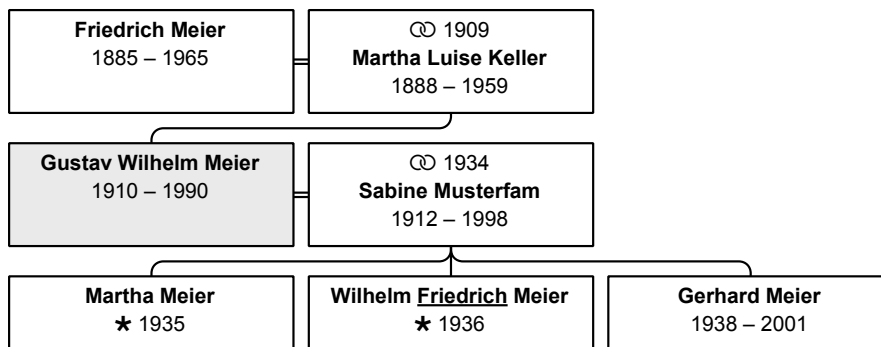 Friedrich Meier
1885 – 1965
⚭ 1909
Martha Luise Keller
1888 – 1959
Gustav Wilhelm Meier
1910 – 1990
⚭ 1934
Sabine Musterfam
1912 – 1998
Martha Meier
★ 1935
Wilhelm Friedrich Meier
★ 1936
Gerhard Meier
1938 – 2001